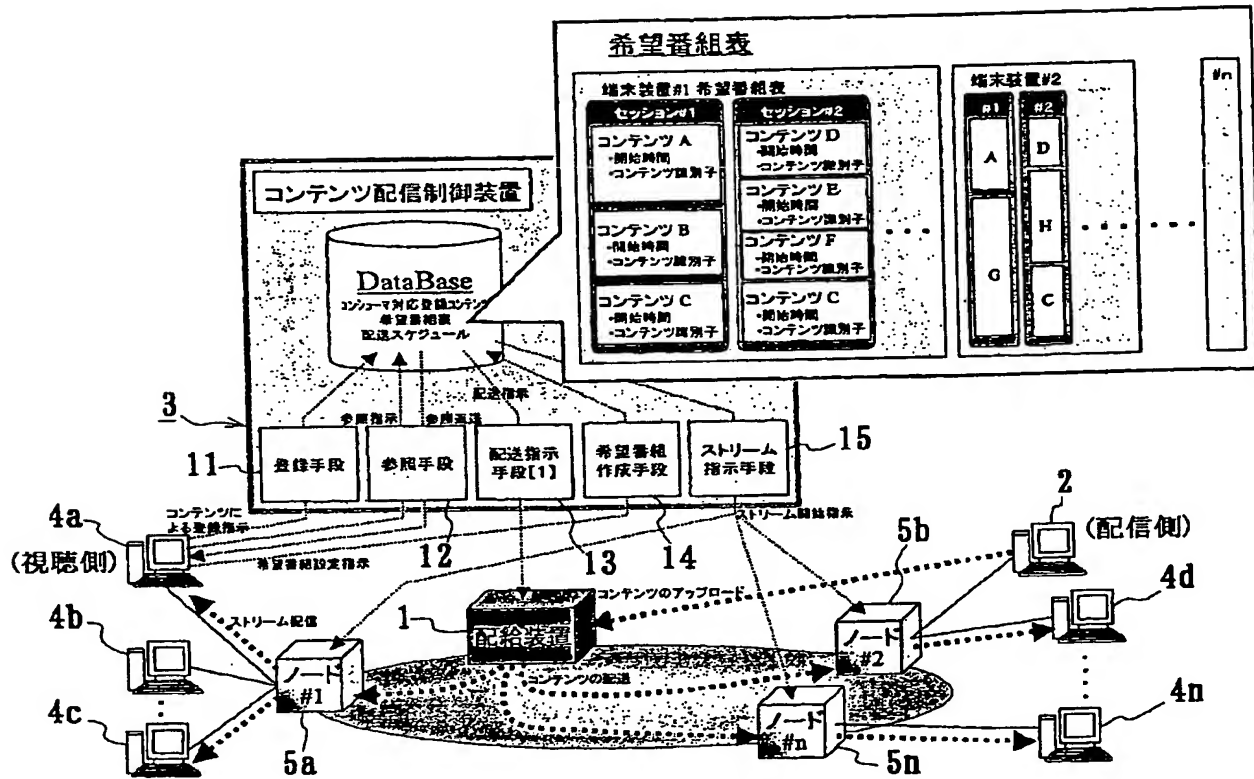 希望番組表
端末装置#1 希望番組表
セッション#1
コンテンツ A
•開始時間
•コンテンツ識別子
コンテンツ B
•開始時間
•コンテンツ識別子
コンテンツ C
•開始時間
•コンテンツ識別子
セッション#2
コンテンツ D
•開始時間
•コンテンツ識別子
コンテンツ E
•開始時間
•コンテンツ識別子
コンテンツ F
•開始時間
•コンテンツ識別子
コンテンツ C
•開始時間
•コンテンツ識別子
端末装置#2
#1
A
G
#2
D
H
C
#n
コンテンツ配信制御装置
DataBase
コンシューマ対応登録コンテンツ
希望番組表
配送スケジュール
参照指示
参照返送
配送指示
3
11
登録手段
参照手段
配送指示
手段[1]
希望番組
作成手段
ストリーム
指示手段
15
12
13
14
コンテンツに
よる登録指示
希望番組設定指示
ストリーム開始指示
4a
(視聴側)
4b
4c
ストリーム配信
ノード
#1
5a
1
配給装置
コンテンツのアップロード
コンテンツの配送
5b
ノード
#2
ノード
#n
5n
2
(配信側)
4d
4n